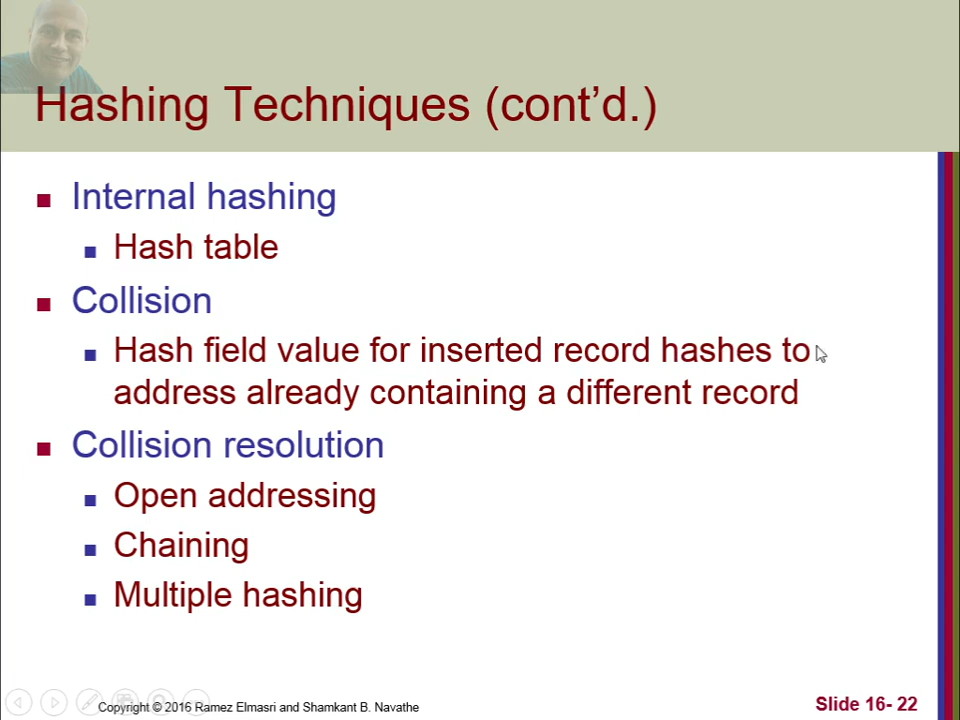 Hashing Techniques (cont’d.)
Internal hashing
Hash table
Collision
Hash field value for inserted record hashes to
address already containing a different record
Collision resolution
Open addressing
Chaining
Multiple hashing
Copyright © 2016 Ramez Elmasri and Shamkant B. Navathe
Slide 16- 22